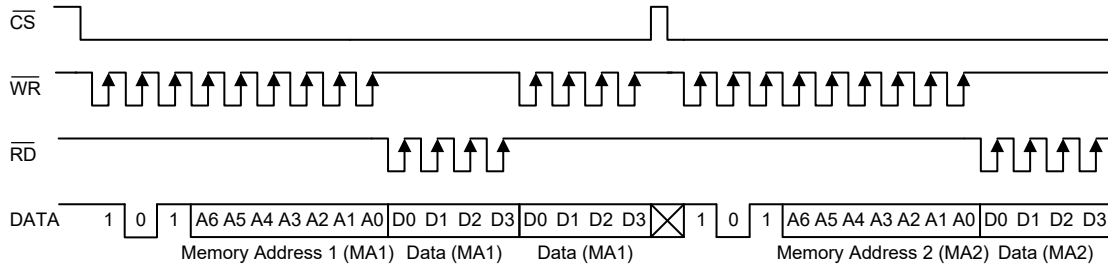 CS
WR
RD
DATA 1 0 1 A6 A5 A4 A3 A2 A1 A0 D0 D1 D2 D3 D0 D1 D2 D3 1 0 1 A6 A5 A4 A3 A2 A1 A0 D0 D1 D2 D3
Memory Address 1 (MA1) Data (MA1) Data (MA1) Memory Address 2 (MA2) Data (MA2)